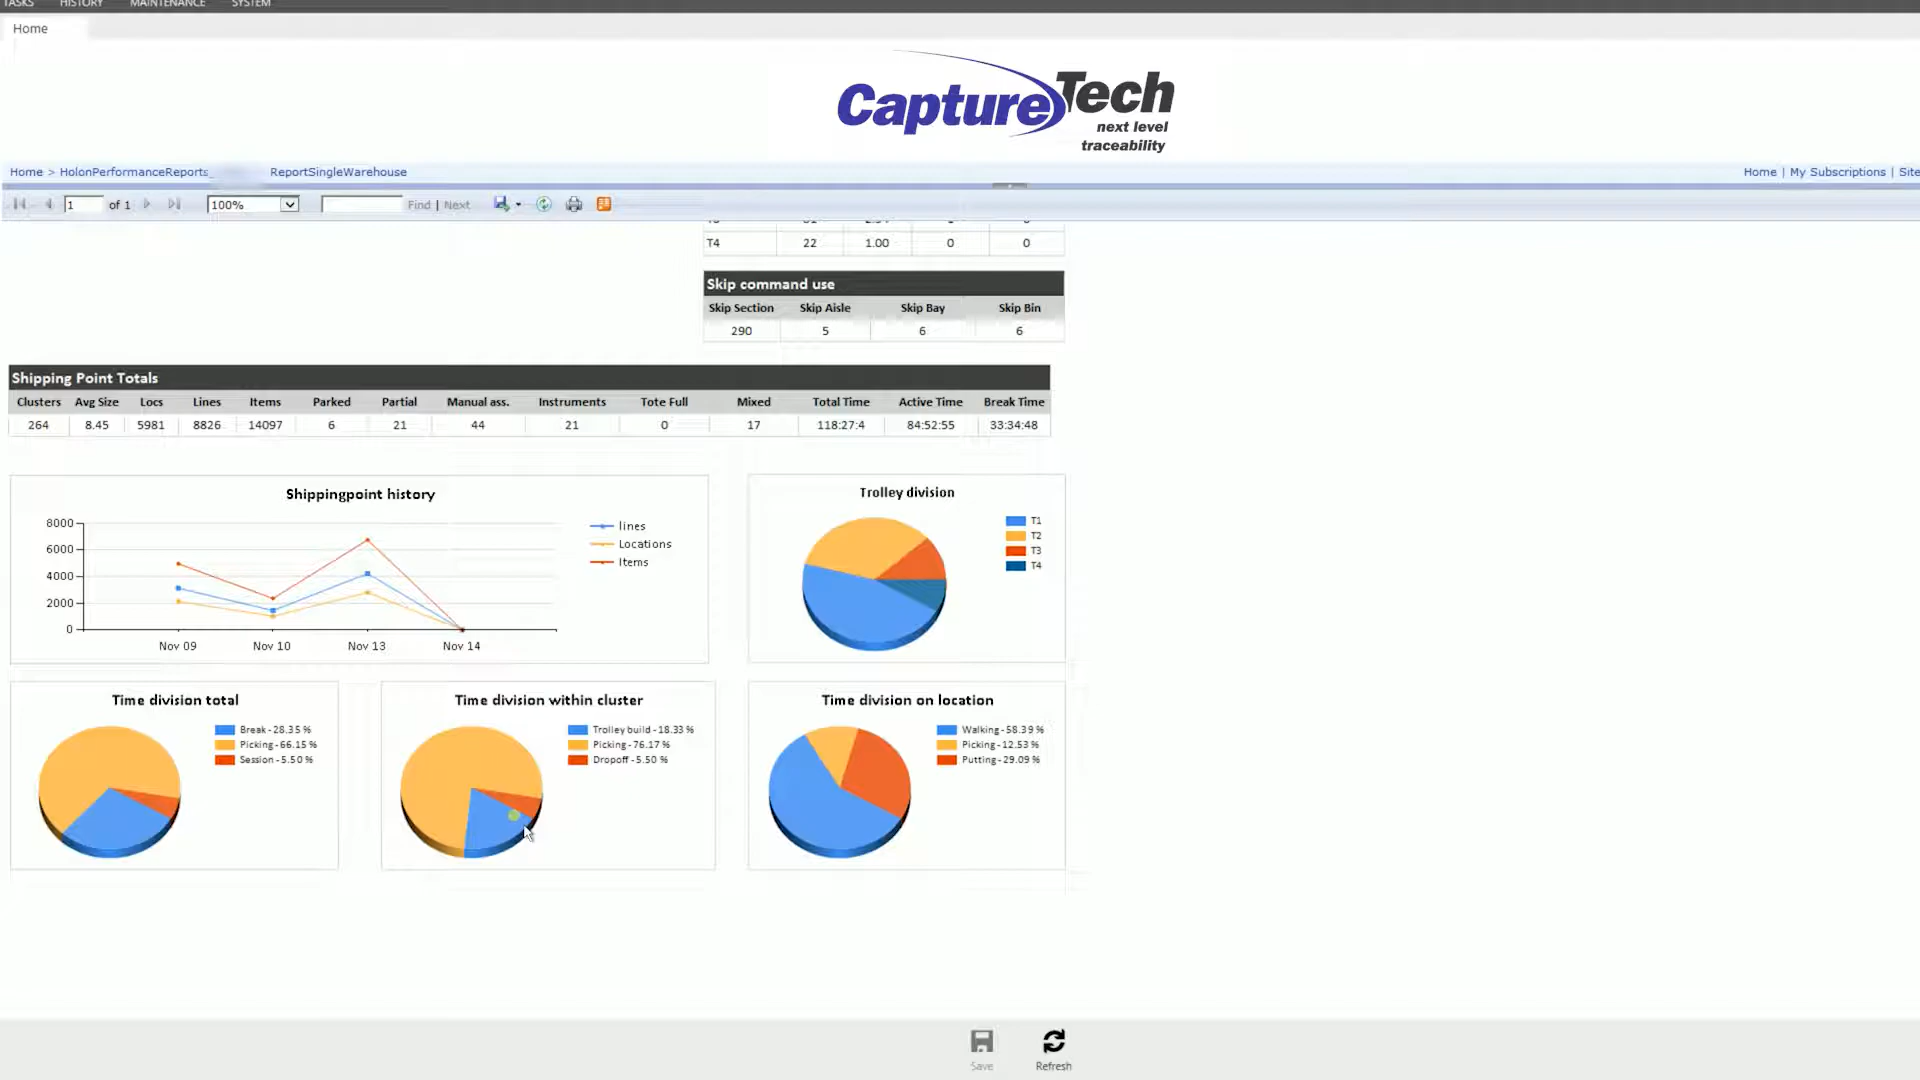 TASKS HISTORY MAINTENANCE SYSTEM
Home
CaptureTech
next level
traceability
Home > HolonPerformanceReports_ ReportSingleWarehouse
Home | My Subscriptions | Site
1 of 1 100% Find | Next
T4 22 1.00 0 0
Skip command use
Skip Section Skip Aisle Skip Bay Skip Bin
290 5 6 6
Shipping Point Totals
Clusters Avg Size Locs Lines Items Parked Partial Manual ass. Instruments Tote Full Mixed Total Time Active Time Break Time
264 8.45 5981 8826 14097 6 21 44 21 0 17 118:27:4 84:52:55 33:34:48
Shippingpoint history
8000
6000
4000
2000
0
Nov 09 Nov 10 Nov 13 Nov 14
lines
Locations
Items
Trolley division
T1
T2
T3
T4
Time division total
Break - 28.35 %
Picking - 66.15 %
Session - 5.50 %
Time division within cluster
Trolley build - 18.33 %
Picking - 76.17 %
Dropoff - 5.50 %
Time division on location
Walking - 58.39 %
Picking - 12.53 %
Putting - 29.09 %
Save Refresh